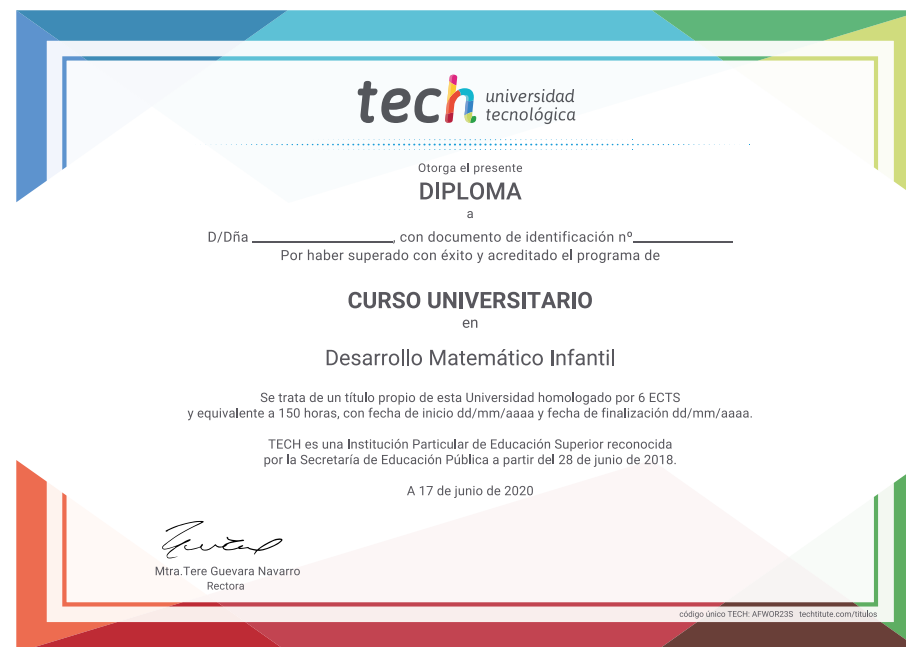 tech universidad
tecnológica
Otorga el presente
DIPLOMA
a
D/Dña ____________________, con documento de identificación nº______________
Por haber superado con éxito y acreditado el programa de
CURSO UNIVERSITARIO
en
Desarrollo Matemático Infantil
Se trata de un título propio de esta Universidad homologado por 6 ECTS
y equivalente a 150 horas, con fecha de inicio dd/mm/aaaa y fecha de finalización dd/mm/aaaa.
TECH es una Institución Particular de Educación Superior reconocida
por la Secretaría de Educación Pública a partir del 28 de junio de 2018.
A 17 de junio de 2020
Mtra.Tere Guevara Navarro
Rectora
código único TECH: AFWOR23S techtitute.com/titulos